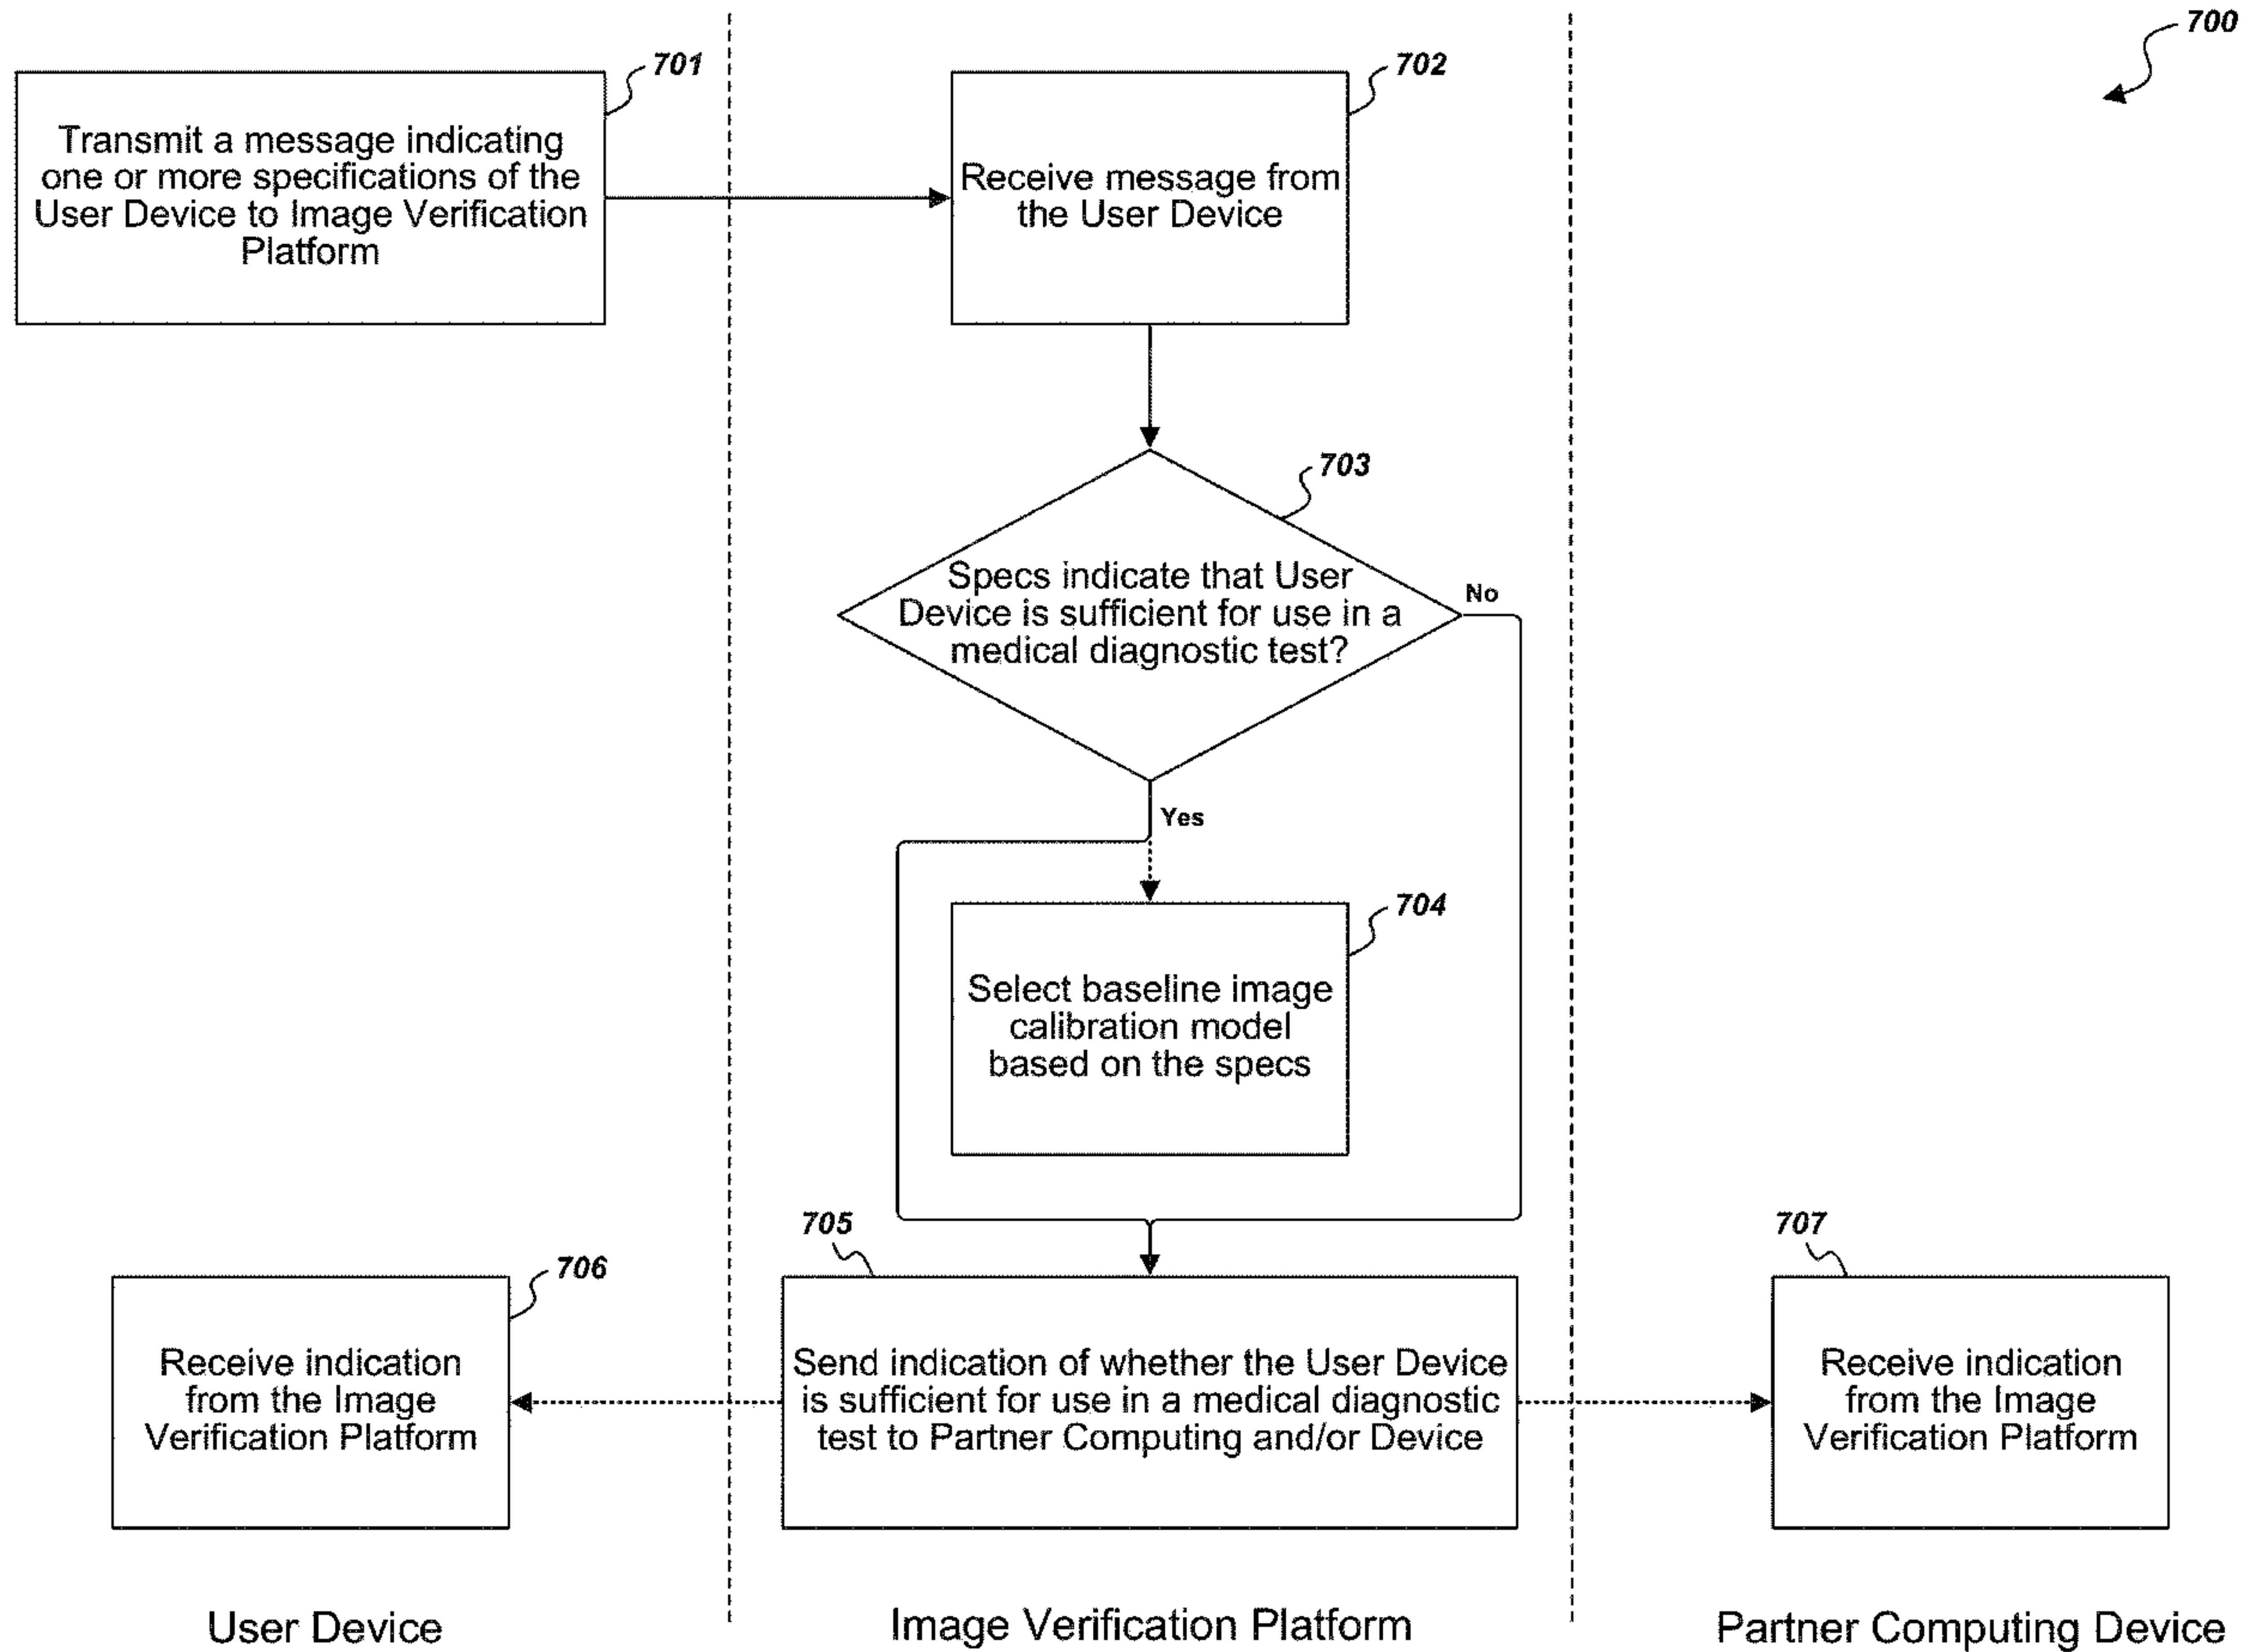 700
701
Transmit a message indicating
one or more specifications of the
User Device to Image Verification
Platform
702
Receive message from
the User Device
703
Specs indicate that User
Device is sufficient for use in a
medical diagnostic test?
No
Yes
704
Select baseline image
calibration model
based on the specs
705
Send indication of whether the User Device
is sufficient for use in a medical diagnostic
test to Partner Computing and/or Device
706
Receive indication
from the Image
Verification Platform
707
Receive indication
from the Image
Verification Platform
User Device
Image Verification Platform
Partner Computing Device